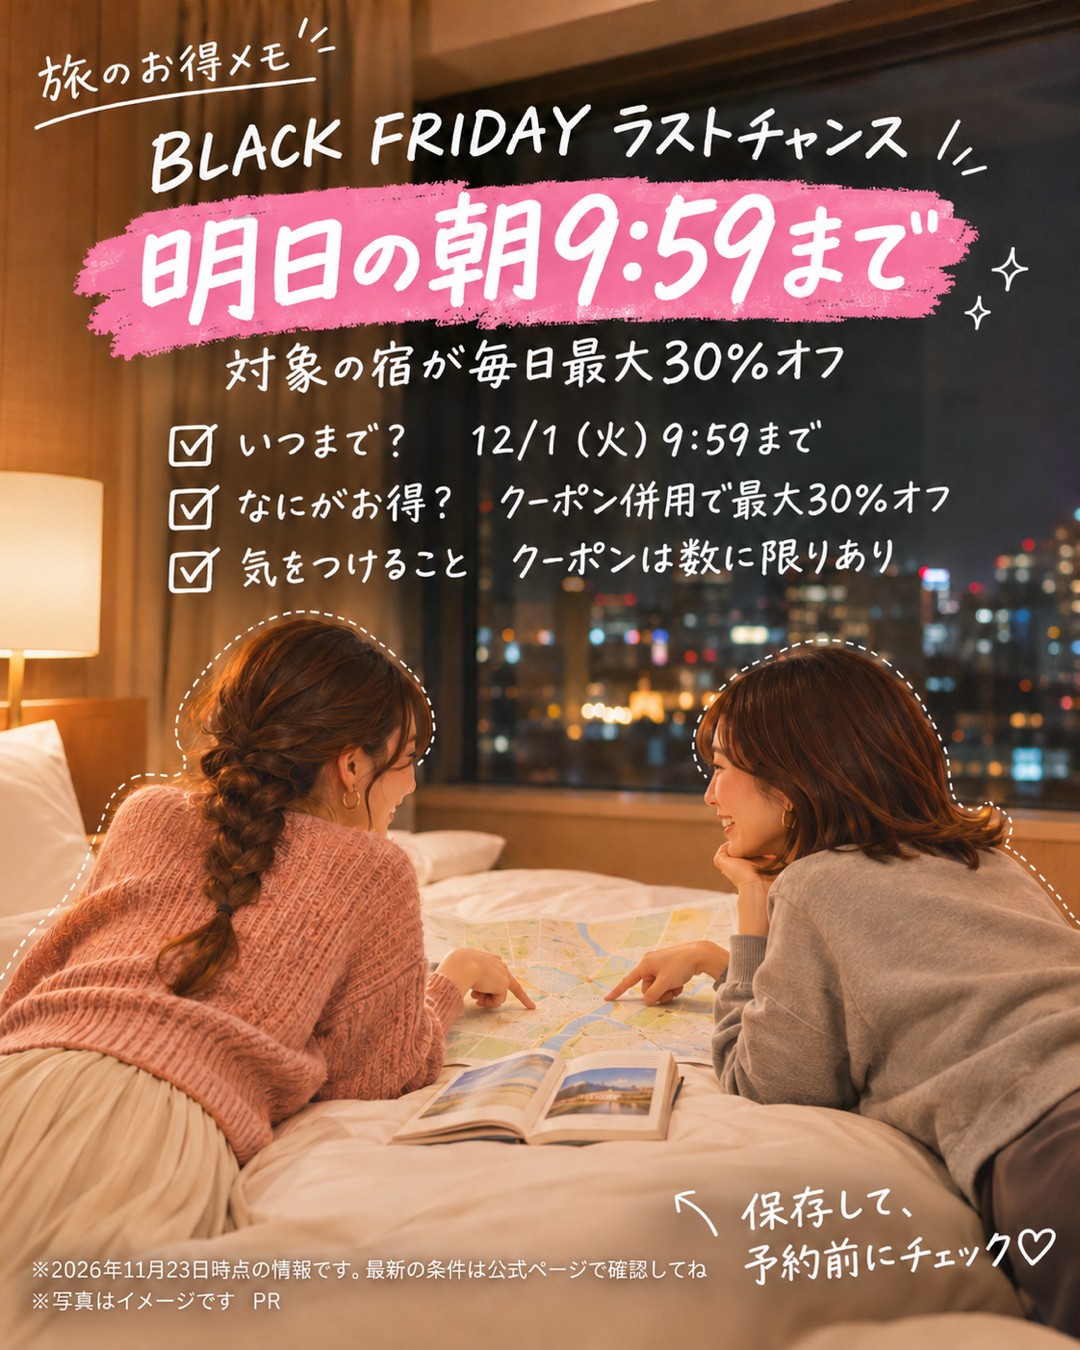 旅のお得メモ
BLACK FRIDAY ラストチャンス
明日の朝9:59まで
対象の宿が毎日最大30%オフ
いつまで? 12/1(火)9:59まで
なにがお得? クーポン併用で最大30%オフ
気をつけること クーポンは数に限りあり
保存して、
予約前にチェック♡
※2026年11月23日時点の情報です。最新の条件は公式ページで確認してね
※写真はイメージです PR